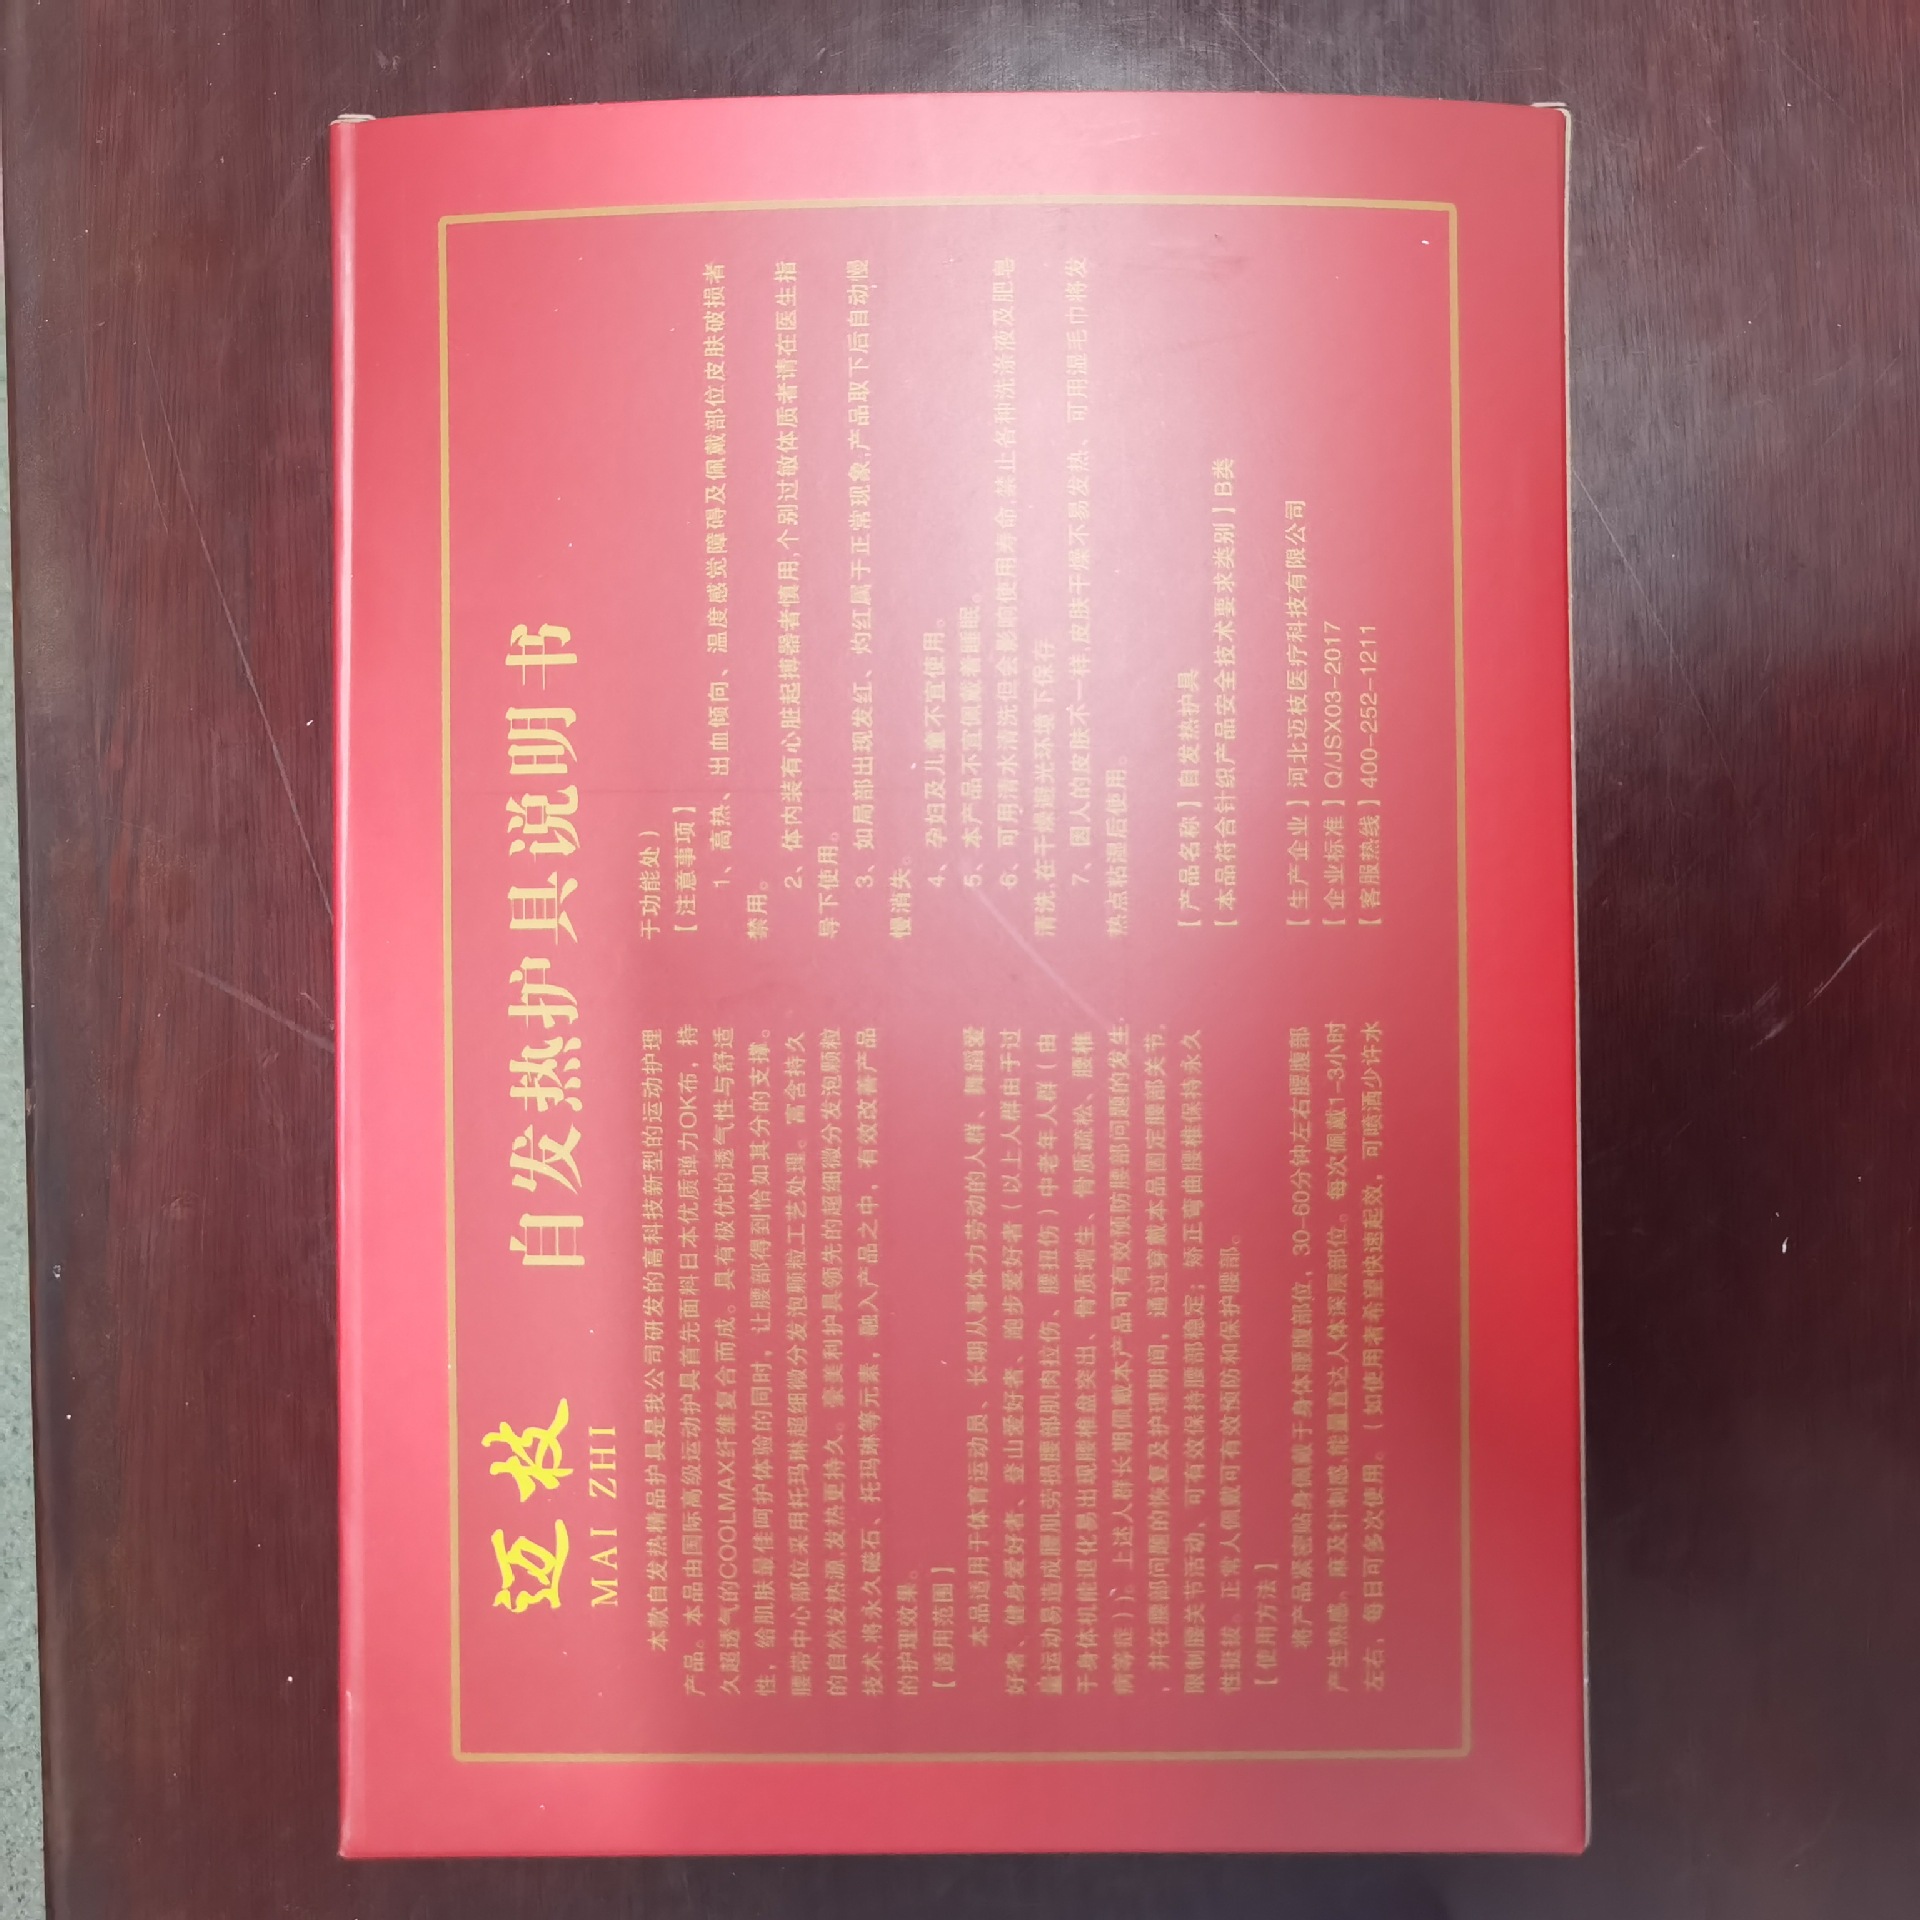 迈枝
MAI ZHI
自发热护具说明书
本款自发热精品护具是我公司研发的高科技新型的运动护理
产品。本品由国际高级运动护具首先面料日本优质弹力OK布，持
久超透气的COOLMAX纤维复合而成。具有极优的透气性与舒适
性，给肌肤最佳呵护体验的同时，让腰部得到恰如其分的支撑。
腰带中心部位采用托玛琳超细微分发泡颗粒工艺处理。富含持久
的自然发热源,发热更持久。豪美利护具领先的超细微分发泡颗粒
技术,将永久磁石、托玛琳等元素，融入产品之中，有效改善产品
的护理效果。
【适用范围】
本品适用于体育运动员、长期从事体力劳动的人群、舞蹈爱
好者、健身爱好者、登山爱好者、跑步爱好者（以上人群由于过
量运动易造成腰肌劳损腰部肌肉拉伤、腰扭伤）中老年人群（由
于身体机能退化易出现腰椎盘突出、骨质增生、骨质疏松、腰椎
病等症））。上述人群长期佩戴本产品可有效预防腰部问题的发生
，并在腰部问题的恢复及护理期间，通过穿戴本品固定腰部关节，
限制腰关节活动、可有效保持腰部稳定；矫正弯曲腰椎保持永久
性挺拔。正常人佩戴可有效预防和保护腰部。
【使用方法】
将产品紧密贴身佩戴于身体腰腹部位，30-60分钟左右腰腹部
产生热感、麻及针刺感,能量直达人体深层部位。每次佩戴1-3小时
左右，每日可多次使用。（如使用者希望快速起效，可喷洒少许水
于功能处）
【注意事项】
1、高热、出血倾向、温度感觉障碍及佩戴部位皮肤破损者
禁用。
2、体内装有心脏起搏器者慎用,个别过敏体质者请在医生指
导下使用。
3、如局部出现发红、灼红属于正常现象,产品取下后自动慢
慢消失。
4、孕妇及儿童不宜使用。
5、本产品不宜佩戴着睡眠。
6、可用清水清洗但会影响使用寿命,禁止各种洗涤液及肥皂
清洗,在干燥避光环境下保存
7、因人的皮肤不一样,皮肤干燥不易发热、可用湿毛巾将发
热点粘湿后使用。
【产品名称】自发热护具
【本品符合针织产品安全技术要求类别】B类
【生产企业】河北迈枝医疗科技有限公司
【企业标准】Q/JSX03-2017
【客服热线】400-252-1211